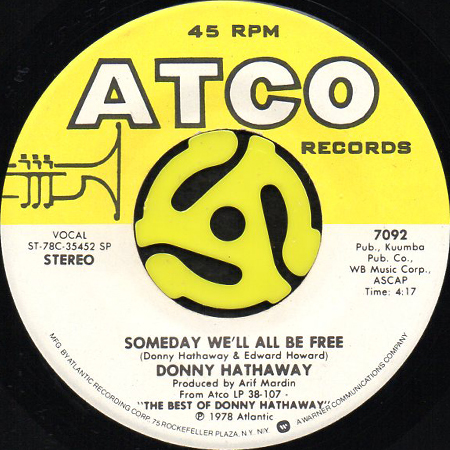 45 RPM
ATCO
RECORDS
VOCAL
ST-78C-35452 SP
STEREO
7092
Pub., Kuumba
Pub. Co.,
WB Music Corp.,
ASCAP
Time: 4:17
SOMEDAY WE'LL ALL BE FREE
(Donny Hathaway & Edward Howard)
DONNY HATHAWAY
Produced by Arif Mardin
From Atco LP 38-107 -
"THE BEST OF DONNY HATHAWAY"
℗ 1978 Atlantic
MFG. BY ATLANTIC RECORDING CORP., 75 ROCKEFELLER PLAZA, N.Y., N.Y. A WARNER COMMUNICATIONS COMPANY